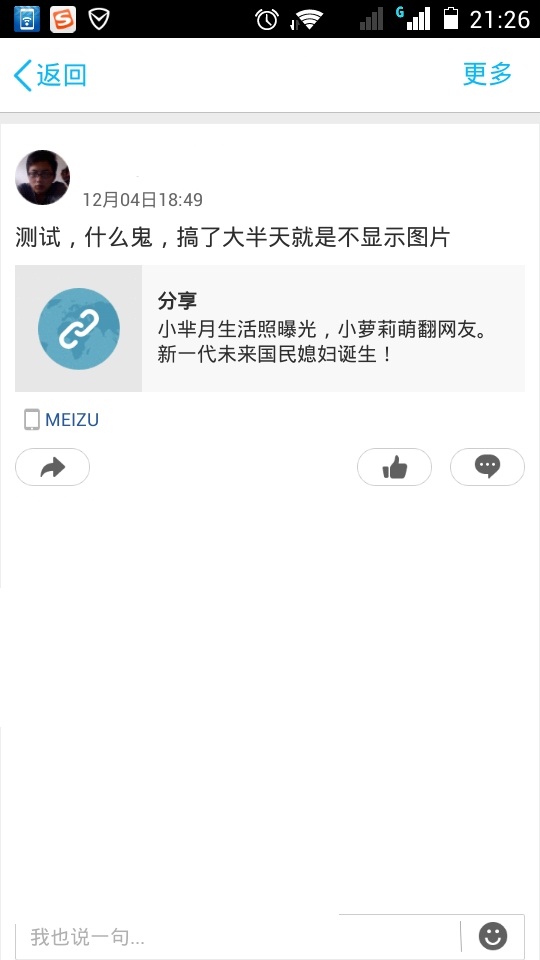 21:26
返回
更多
12月04日18:49
测试，什么鬼，搞了大半天就是不显示图片
分享
小芈月生活照曝光，小萝莉萌翻网友。
新一代未来国民媳妇诞生！
MEIZU
我也说一句...